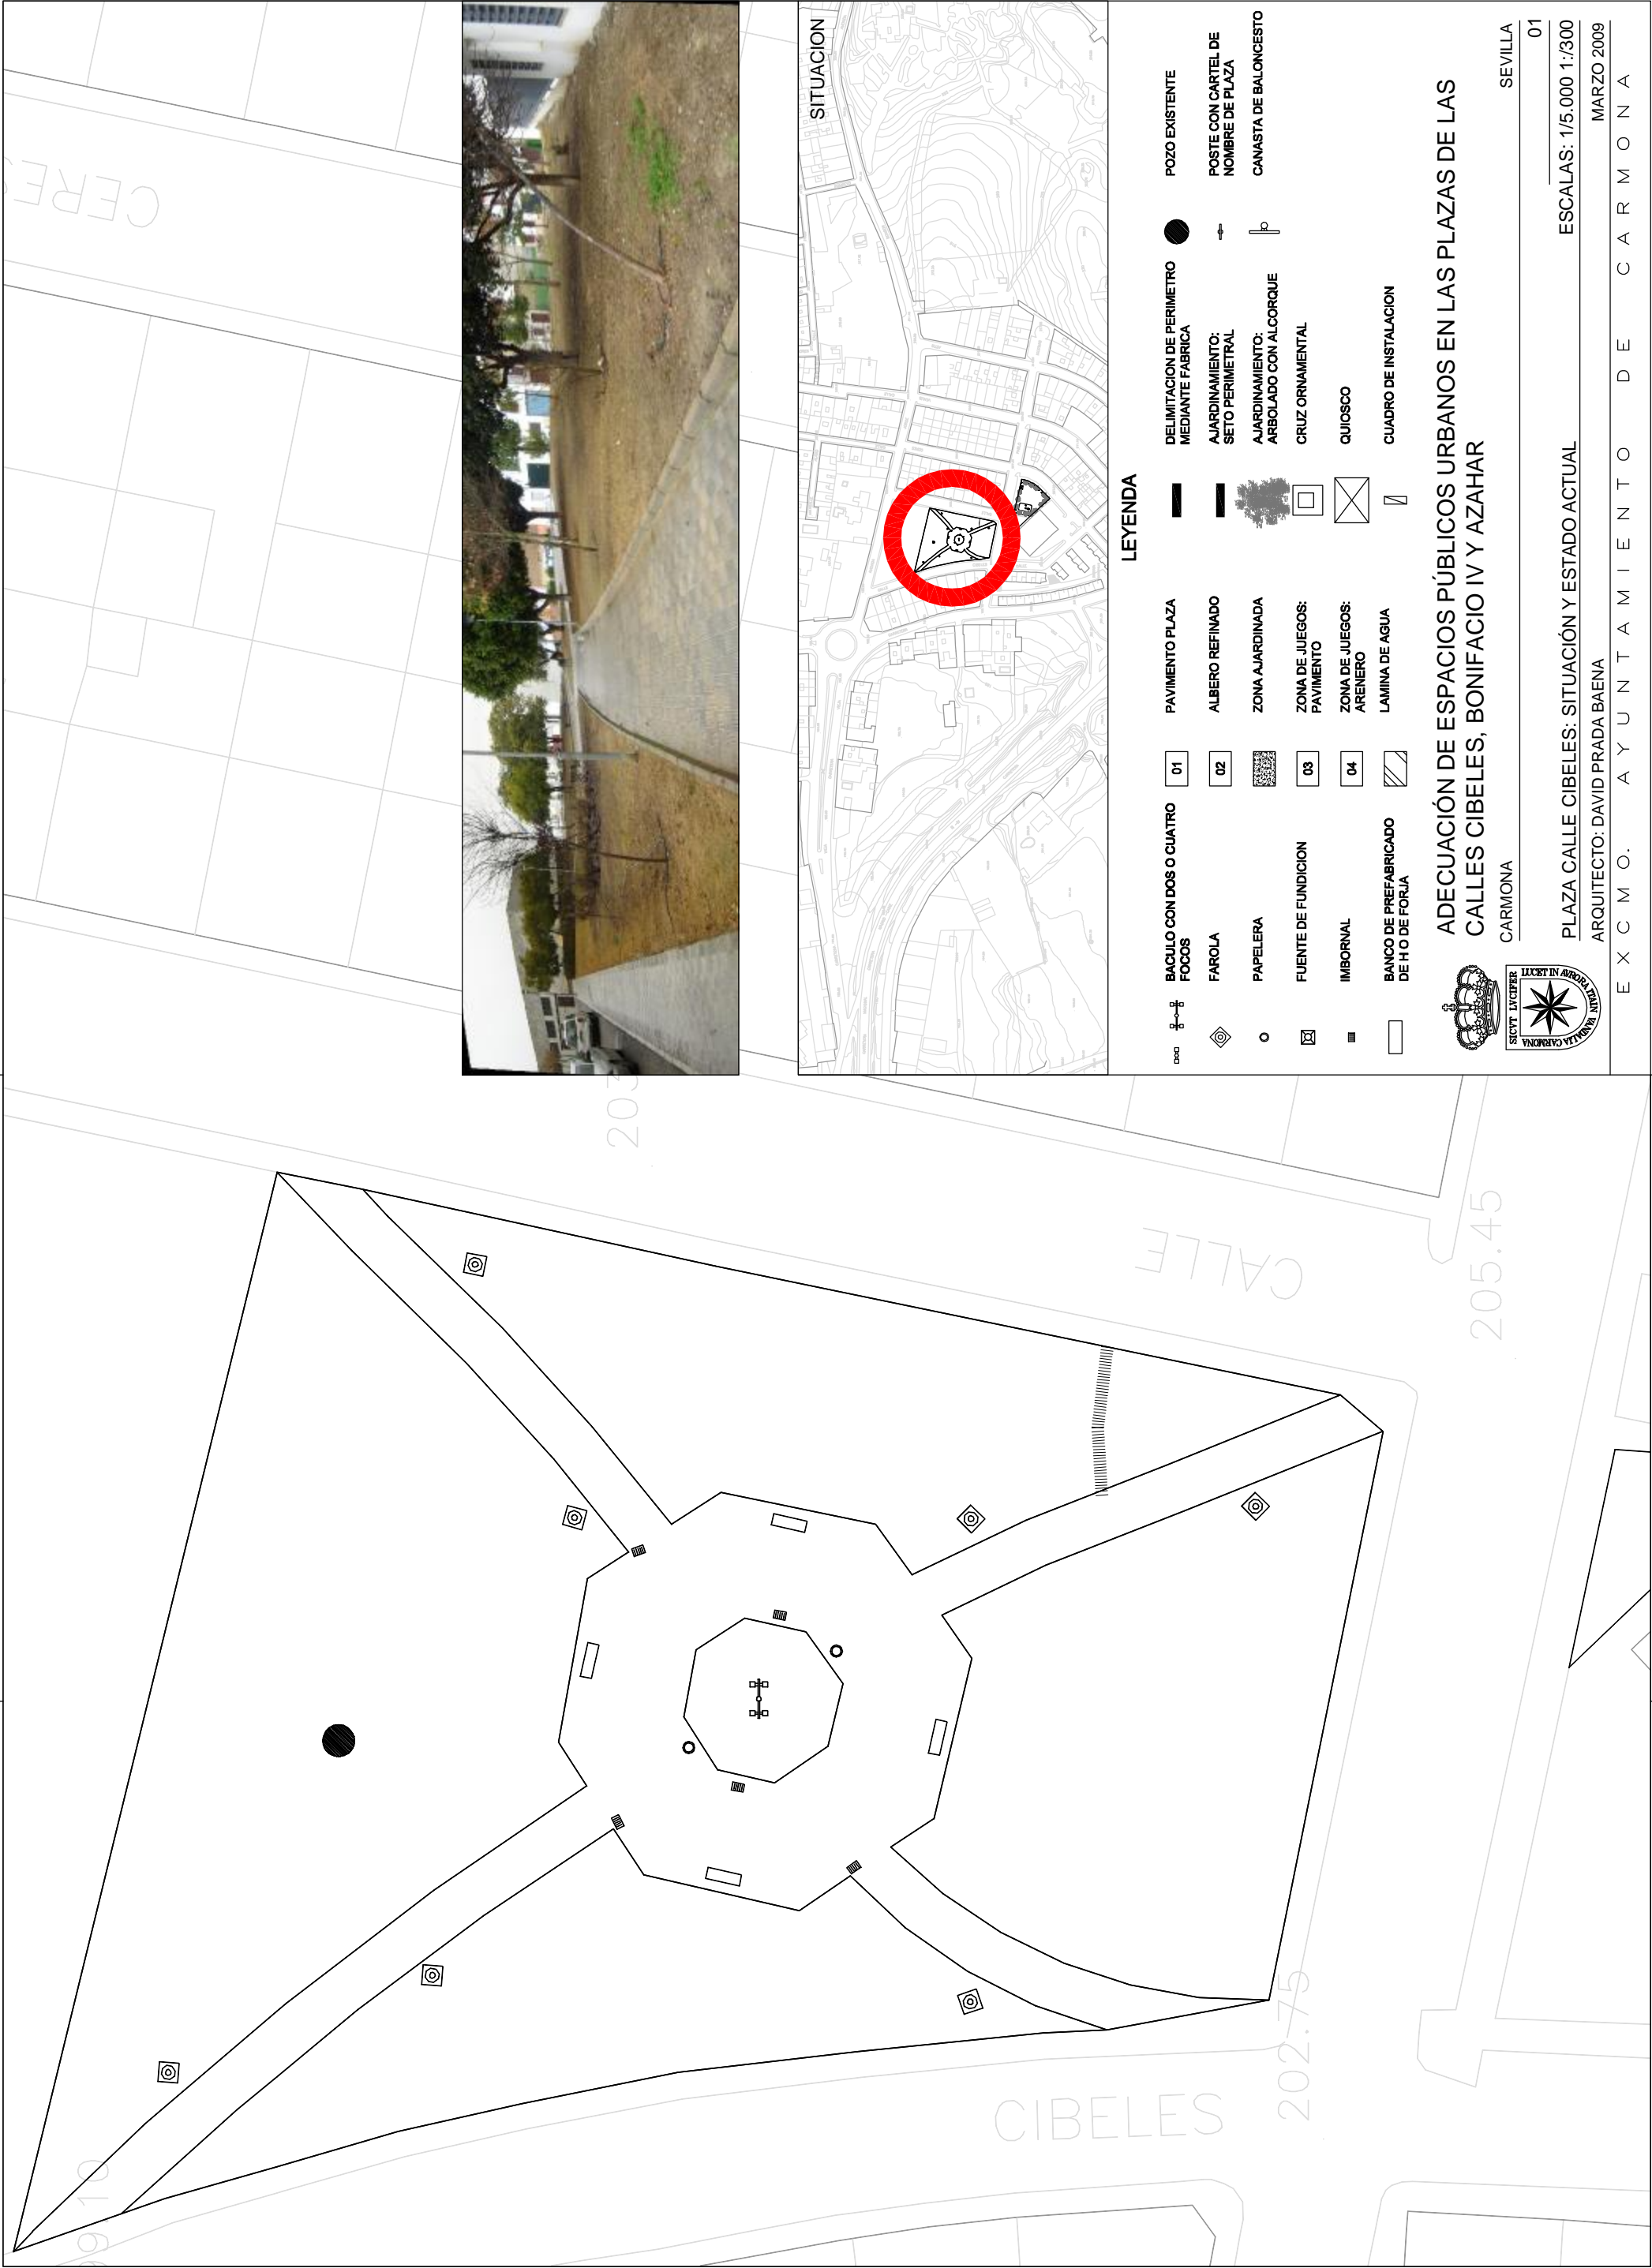 SITUACION
LEYENDA
BACULO CON DOS O CUATRO
FOCOS
FAROLA
PAPELERA
FUENTE DE FUNDICION
IMBORNAL
BANCO DE PREFABRICADO
DE H O DE FORJA
01
PAVIMENTO PLAZA
02
ALBERO REFINADO
ZONA AJARDINADA
03
ZONA DE JUEGOS:
PAVIMENTO
04
ZONA DE JUEGOS:
ARENERO
LAMINA DE AGUA
DELIMITACION DE PERIMETRO
MEDIANTE FABRICA
AJARDINAMIENTO:
SETO PERIMETRAL
AJARDINAMIENTO:
ARBOLADO CON ALCORQUE
CRUZ ORNAMENTAL
QUIOSCO
CUADRO DE INSTALACION
POZO EXISTENTE
POSTE CON CARTEL DE
NOMBRE DE PLAZA
CANASTA DE BALONCESTO
ADECUACIÓN DE ESPACIOS PÚBLICOS URBANOS EN LAS PLAZAS DE LAS
CALLES CIBELES, BONIFACIO IV Y AZAHAR
CARMONA
SEVILLA
01
PLAZA CALLE CIBELES: SITUACIÓN Y ESTADO ACTUAL
ESCALAS: 1/5.000 1:/300
ARQUITECTO: DAVID PRADA BAENA
MARZO 2009
EXCMO. AYUNTAMIENTO DE CARMONA
SICVT LVCIFER
LUCET IN AVRORA
VANDALIA CARMONA
CALLE
CIBELES
205.45
202.75